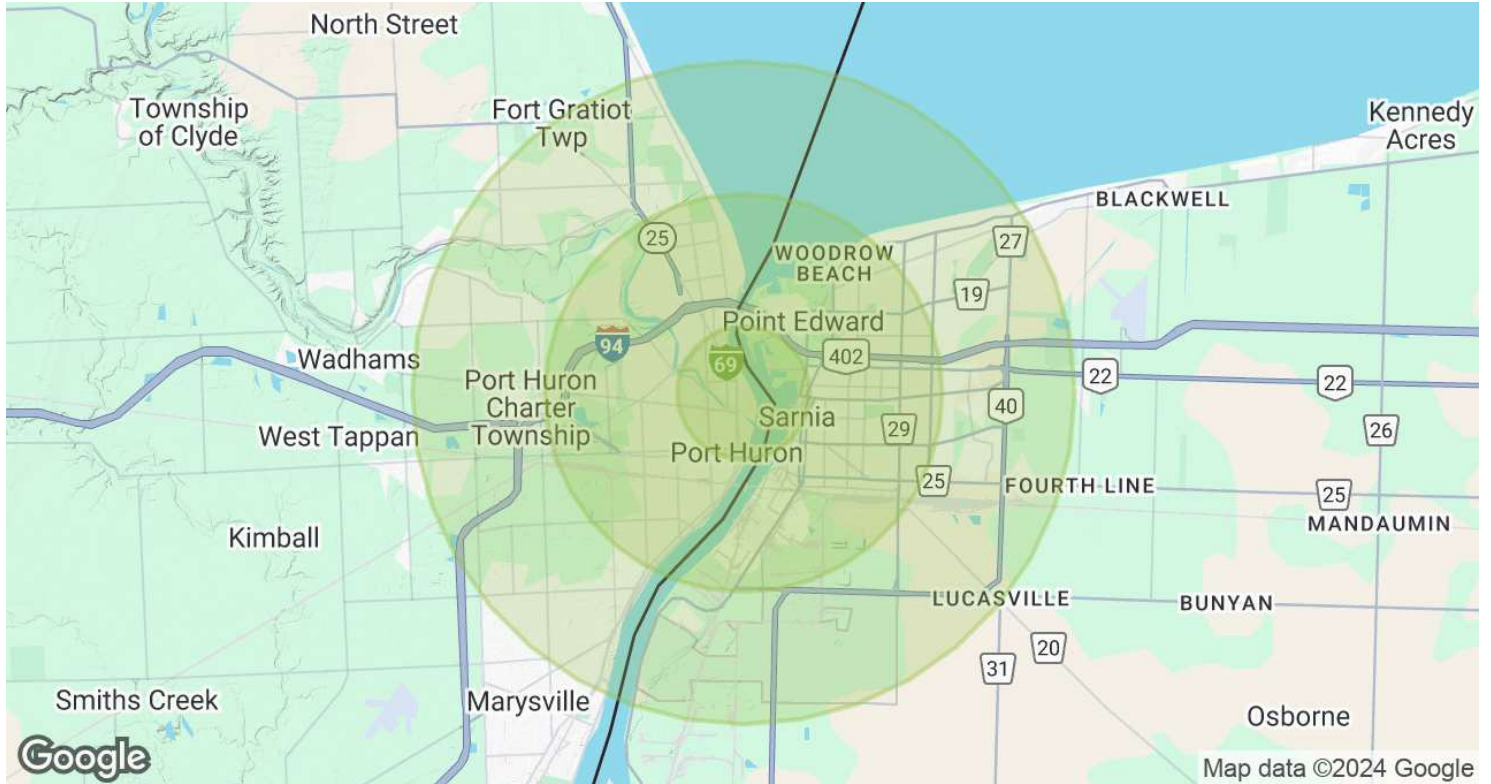 North Street
Township
of Clyde
Fort Gratiot
Twp
Kennedy
Acres
BLACKWELL
25
27
WOODROW
BEACH
19
Point Edward
94
69
402
Wadhams
22
22
Port Huron
Charter
Township
40
Sarnia
29
26
West Tappan
Port Huron
25
FOURTH LINE
25
MANDAUMIN
Kimball
LUCASVILLE
BUNYAN
20
31
Smiths Creek
Marysville
Osborne
Google
Map data ©2024 Google